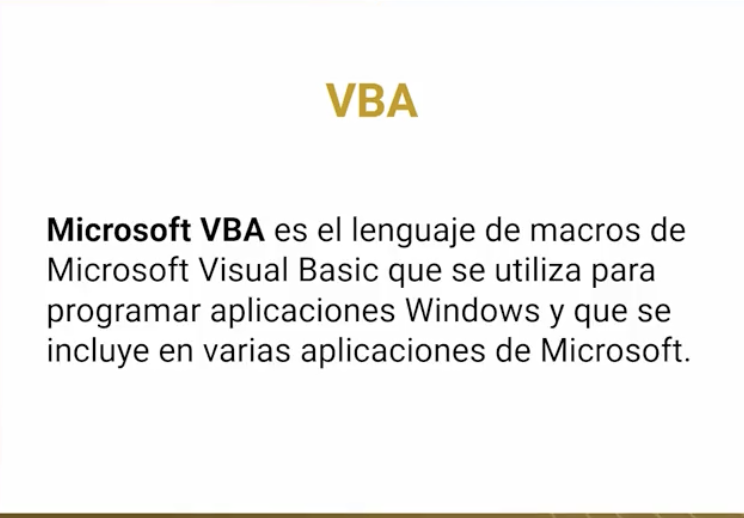 VBA
Microsoft VBA es el lenguaje de macros de
Microsoft Visual Basic que se utiliza para
programar aplicaciones Windows y que se
incluye en varias aplicaciones de Microsoft.